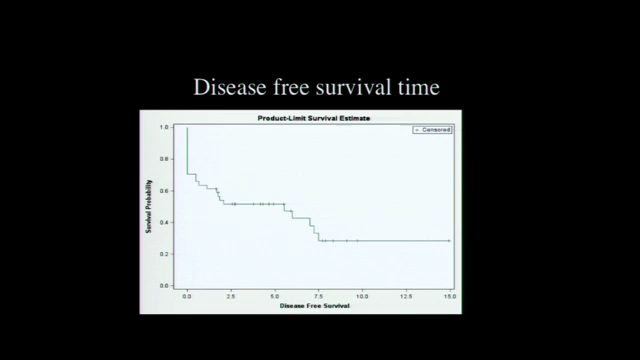 Disease free survival time
Product-Limit Survival Estimate
+ Censored
1.0
0.8
0.6
0.4
0.2
0.0
Survival Probability
0.0 2.5 5.0 7.5 10.0 12.5 15.0
Disease Free Survival